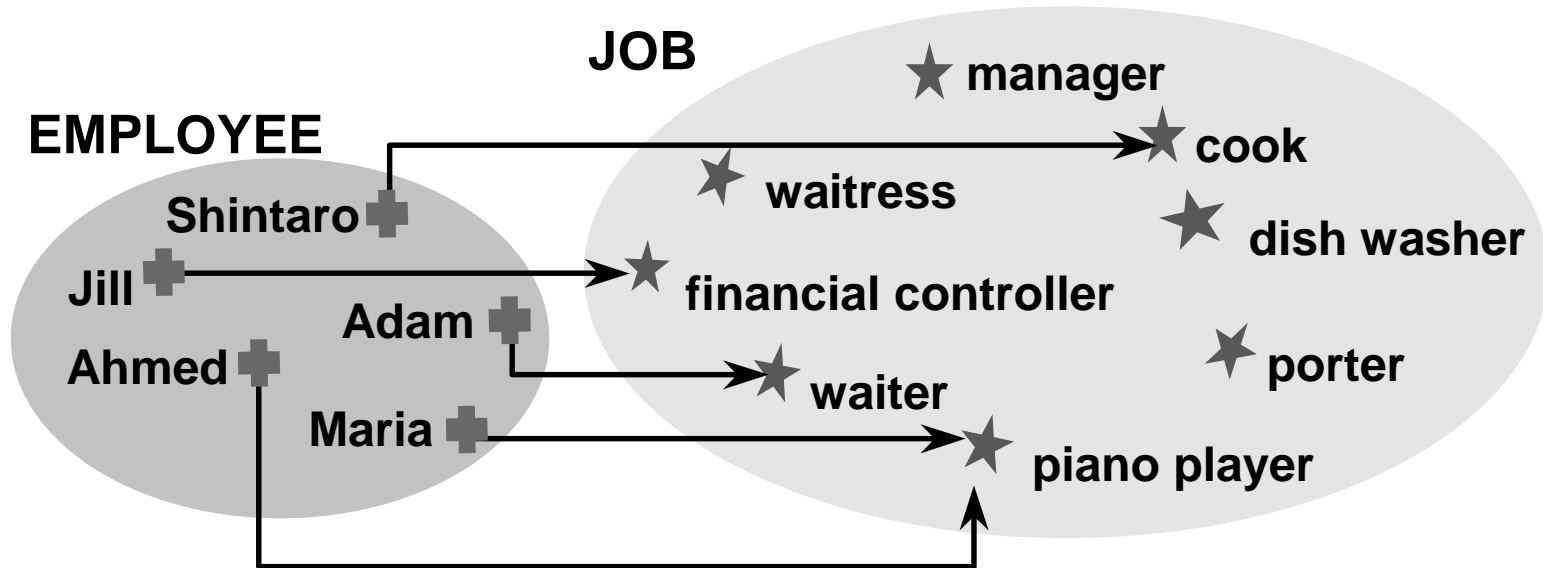 JOB
manager
EMPLOYEE
cook
waitress
Shintaro
dish washer
Jill
financial controller
Adam
Ahmed
porter
waiter
Maria
piano player